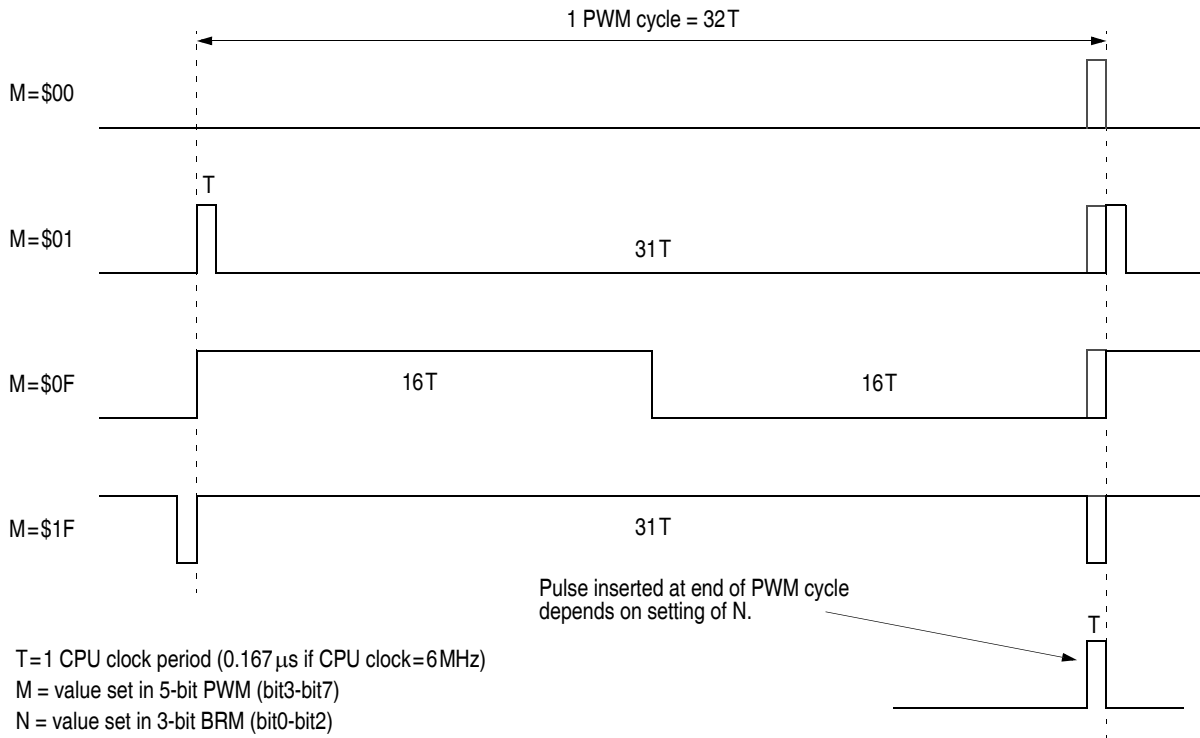 1 PWM cycle = 32T
M=$00
T
M=$01
31T
M=$0F
16T
16T
M=$1F
31T
Pulse inserted at end of PWM cycle
depends on setting of N.
T
T=1 CPU clock period (0.167 µs if CPU clock=6MHz)
M = value set in 5-bit PWM (bit3-bit7)
N = value set in 3-bit BRM (bit0-bit2)